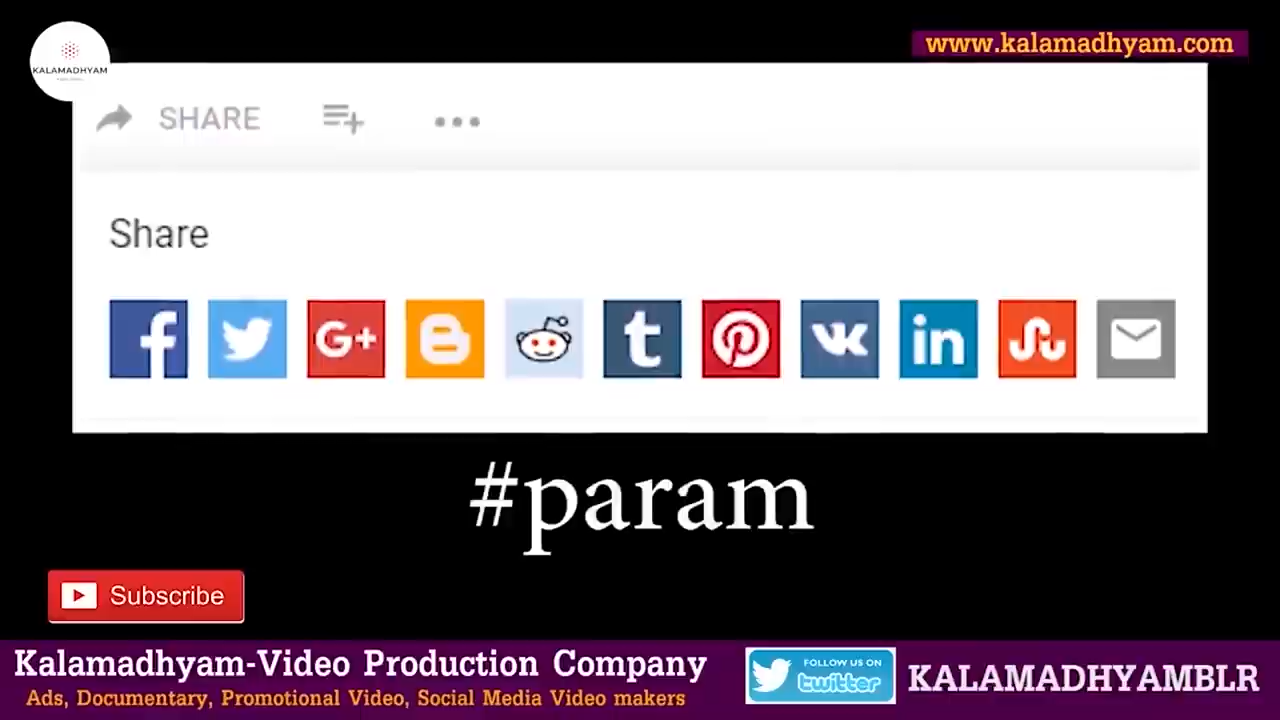 www.kalamadhyam.com
KALAMADHYAM
SHARE
Share
#param
Subscribe
Kalamadhyam-Video Production Company
Ads, Documentary, Promotional Video, Social Media Video makers
FOLLOW US ON
twitter
KALAMADHYAMBLR